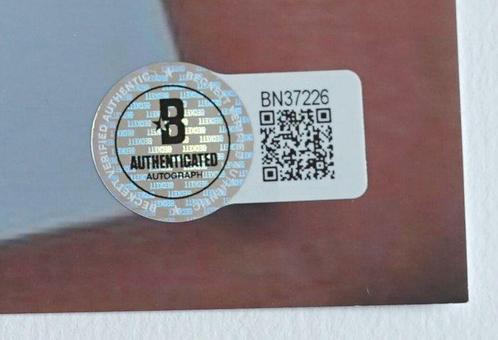 BN37226
B
AUTHENTICATED
AUTOGRAPH
BECKETT VERIFIED AUTHENTIC